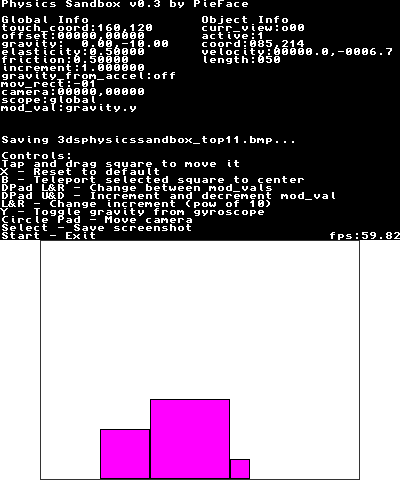 Physics Sandbox v0.3 by PieFace
Global Info
touch_coord:160,120
offset:00000,00000
gravity:  0.00,-10.00
friction:0.50000
elasticity:0.50000
increment:1.000000
gravity_from_accel:off
mov_rect:-01
camera:00000,00000
scope:global
mod_val:gravity.y
Object Info
curr_view:o00
active:1
coord:085,214
velocity:00000.0,-0006.7
length:050
Saving 3dsphysicssandbox_top11.bmp...
Controls:
Tap and drag square to move it
X - Reset to default
B - Teleport selected square to center
DPad L&R - Change between mod_vals
DPad U&D - Increment and decrement mod_val
L&R - Change increment (pow of 10)
Y - Toggle gravity from gyroscope
Circle Pad - Move camera
Select - Save screenshot
Start - Exit
fps:59.82